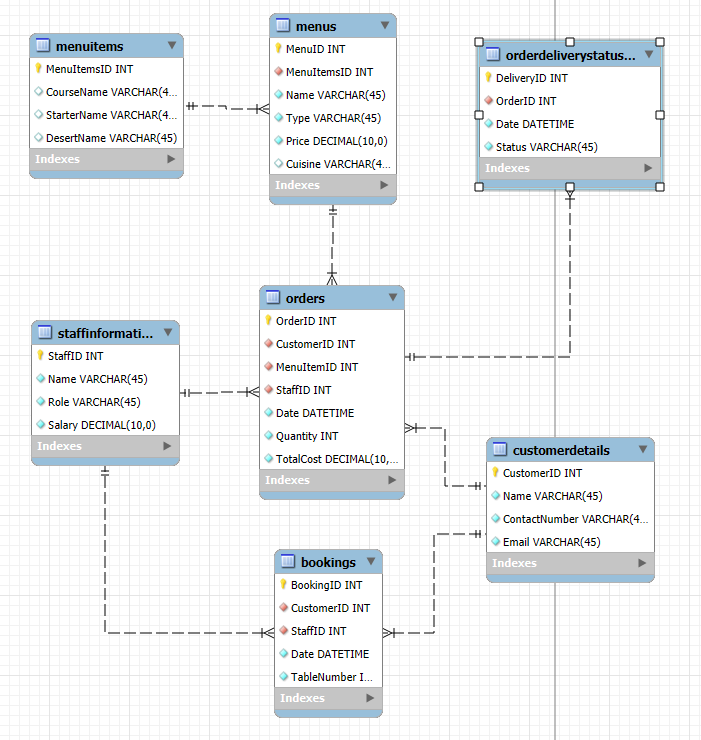 menuitems
MenuItemsID INT
CourseName VARCHAR(4...
StarterName VARCHAR(4...
DesertName VARCHAR(45)
Indexes
menus
MenuID INT
MenuItemsID INT
Name VARCHAR(45)
Type VARCHAR(45)
Price DECIMAL(10,0)
Cuisine VARCHAR(4...
Indexes
orderdeliverystatus...
DeliveryID INT
OrderID INT
Date DATETIME
Status VARCHAR(45)
Indexes
staffinformati...
StaffID INT
Name VARCHAR(45)
Role VARCHAR(45)
Salary DECIMAL(10,0)
Indexes
orders
OrderID INT
CustomerID INT
MenuItemID INT
StaffID INT
Date DATETIME
Quantity INT
TotalCost DECIMAL(10,...
Indexes
customerdetails
CustomerID INT
Name VARCHAR(45)
ContactNumber VARCHAR(4...
Email VARCHAR(45)
Indexes
bookings
BookingID INT
CustomerID INT
StaffID INT
Date DATETIME
TableNumber I...
Indexes